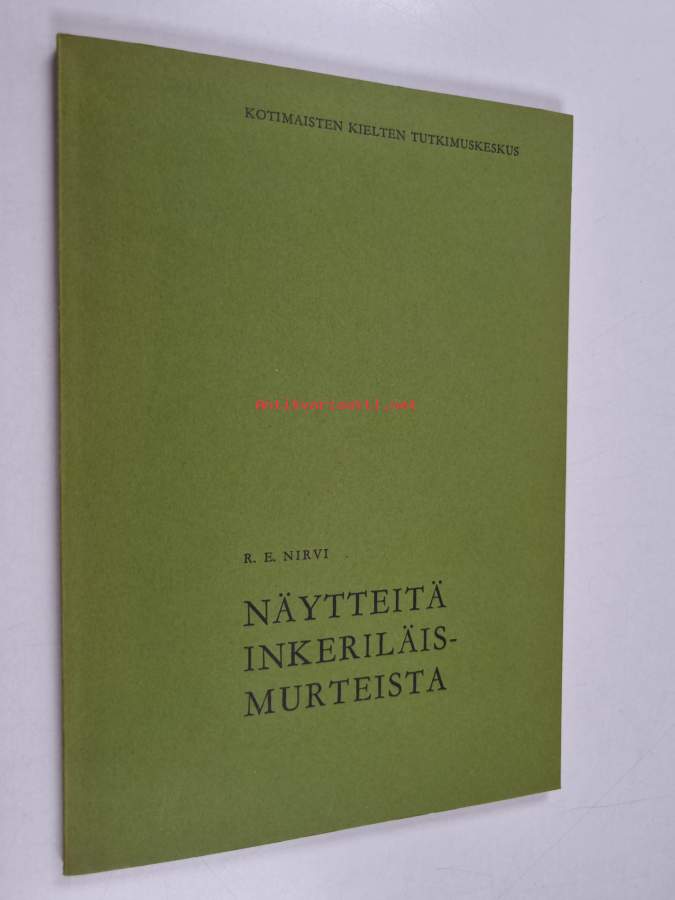 KOTIMAISTEN KIELTEN TUTKIMUSKESKUS
Antikvariaatti.net
R. E. NIRVI
NÄYTTEITÄ
INKERILÄIS-
MURTEISTA